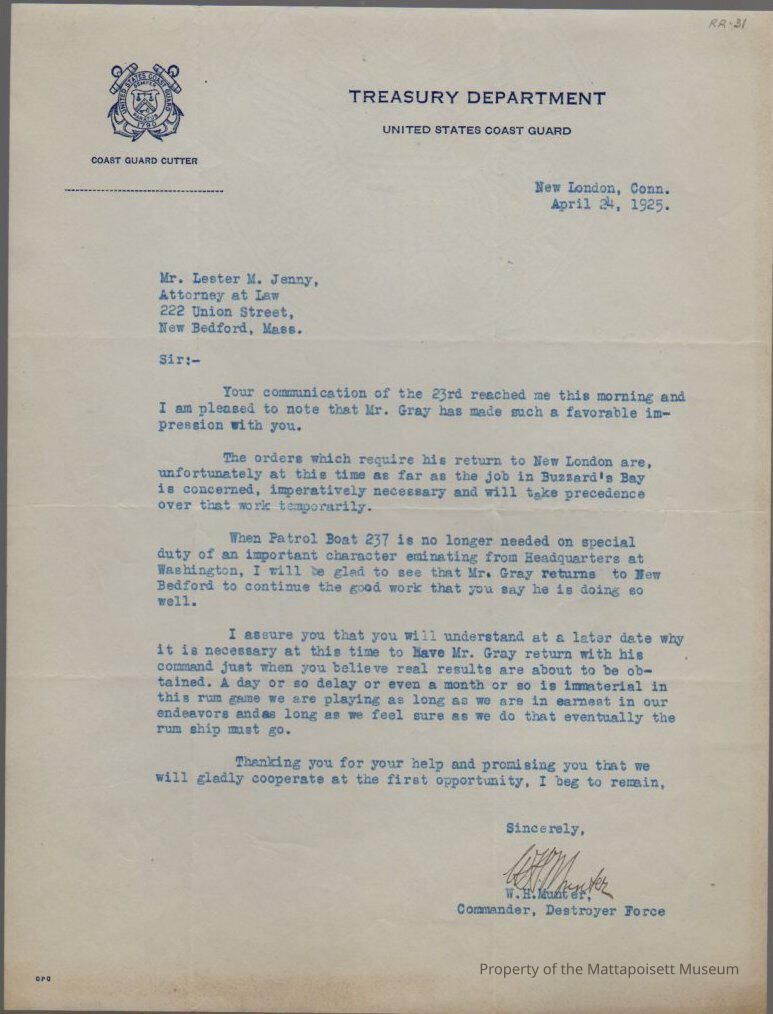 RR-31
UNITED STATES COAST GUARD
SEMPER
PARATUS
1790
TREASURY DEPARTMENT
UNITED STATES COAST GUARD
COAST GUARD CUTTER
New London, Conn.
April 24, 1925.
Mr. Lester M. Jenny,
Attorney at Law
222 Union Street,
New Bedford, Mass.
Sir:-
Your communication of the 23rd reached me this morning and
I am pleased to note that Mr. Gray has made such a favorable im-
pression with you.
The orders which require his return to New London are,
unfortunately at this time as far as the job in Buzzard's Bay
is concerned, imperatively necessary and will take precedence
over that work temporarily.
When Patrol Boat 237 is no longer needed on special
duty of an important character eminating from Headquarters at
Washington, I will be glad to see that Mr. Gray returns to New
Bedford to continue the good work that you say he is doing so
well.
I assure you that you will understand at a later date why
it is necessary at this time to Have Mr. Gray return with his
command just when you believe real results are about to be ob-
tained. A day or so delay or even a month or so is immaterial in
this rum game we are playing as long as we are in earnest in our
endeavors andas long as we feel sure as we do that eventually the
rum ship must go.
Thanking you for your help and promising you that we
will gladly cooperate at the first opportunity, I beg to remain,
Sincerely,
W.H. Munter
W.H.Munter,
Commander, Destroyer Force
GPO
Property of the Mattapoisett Museum